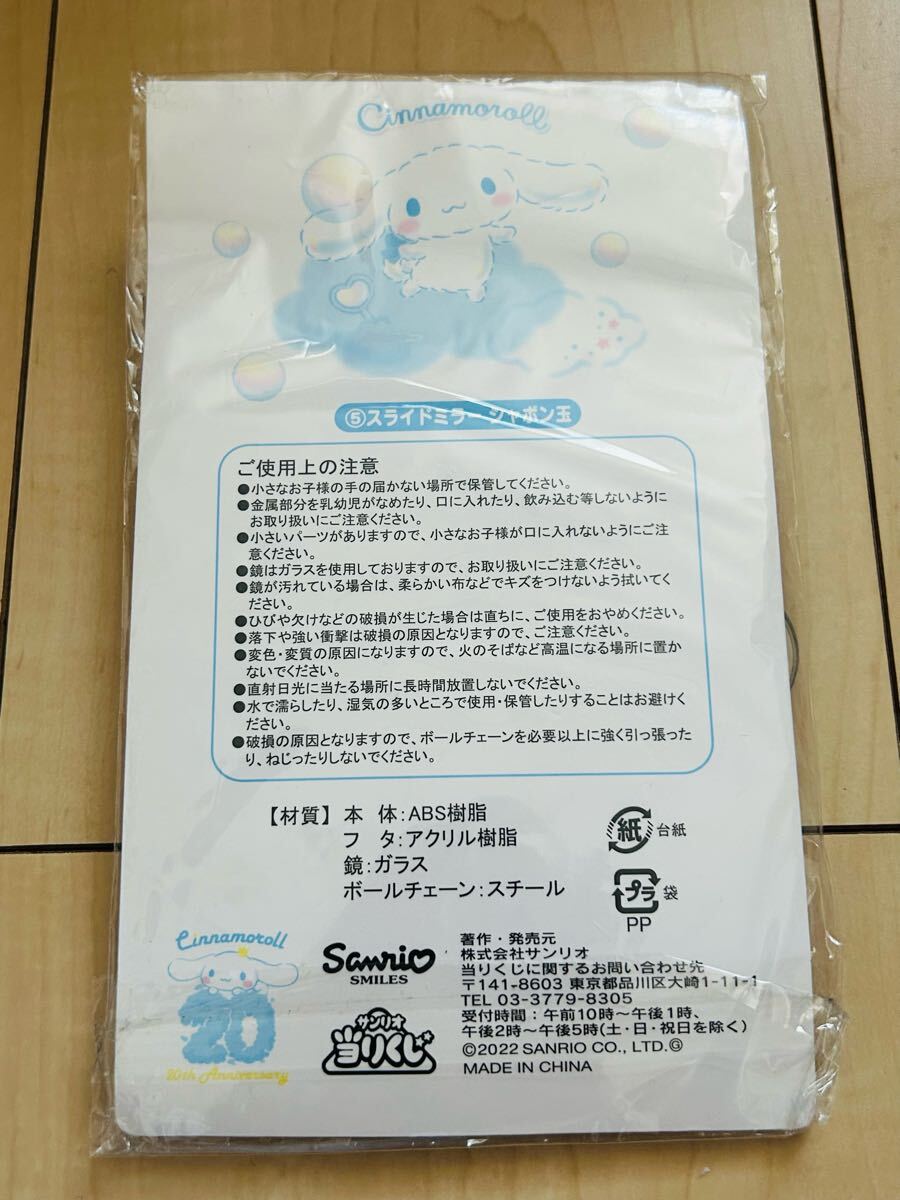 Cinnamoroll
⑤スライドミラー シャボン玉
ご使用上の注意
●小さなお子様の手の届かない場所で保管してください。
●金属部分を乳幼児がなめたり、口に入れたり、飲み込む等しないように
お取り扱いにご注意ください。
●小さいパーツがありますので、小さなお子様が口に入れないようにご注
意ください。
●鏡はガラスを使用しておりますので、お取り扱いにご注意ください。
●鏡が汚れている場合は、柔らかい布などでキズをつけないよう拭いてく
ださい。
●ひびや欠けなどの破損が生じた場合は直ちに、ご使用をおやめください。
●落下や強い衝撃は破損の原因となりますので、ご注意ください。
●変色・変質の原因になりますので、火のそばなど高温になる場所に置か
ないでください。
●直射日光に当たる場所に長時間放置しないでください。
●水で濡らしたり、湿気の多いところで使用・保管したりすることはお避けく
ださい。
●破損の原因となりますので、ボールチェーンを必要以上に強く引っ張った
り、ねじったりしないでください。
【材質】本 体:ABS樹脂
フ タ:アクリル樹脂
鏡:ガラス
ボールチェーン:スチール
紙 台紙
プラ 袋
PP
Cinnamoroll
20
20th Anniversary
Sanrio
SMILES
サンリオ
当りくじ
著作・発売元
株式会社サンリオ
当りくじに関するお問い合わせ先
〒141-8603 東京都品川区大崎1-11-1
TEL 03-3779-8305
受付時間:午前10時〜午後1時、
午後2時〜午後5時(土・日・祝日を除く)
©2022 SANRIO CO., LTD.Ⓖ
MADE IN CHINA